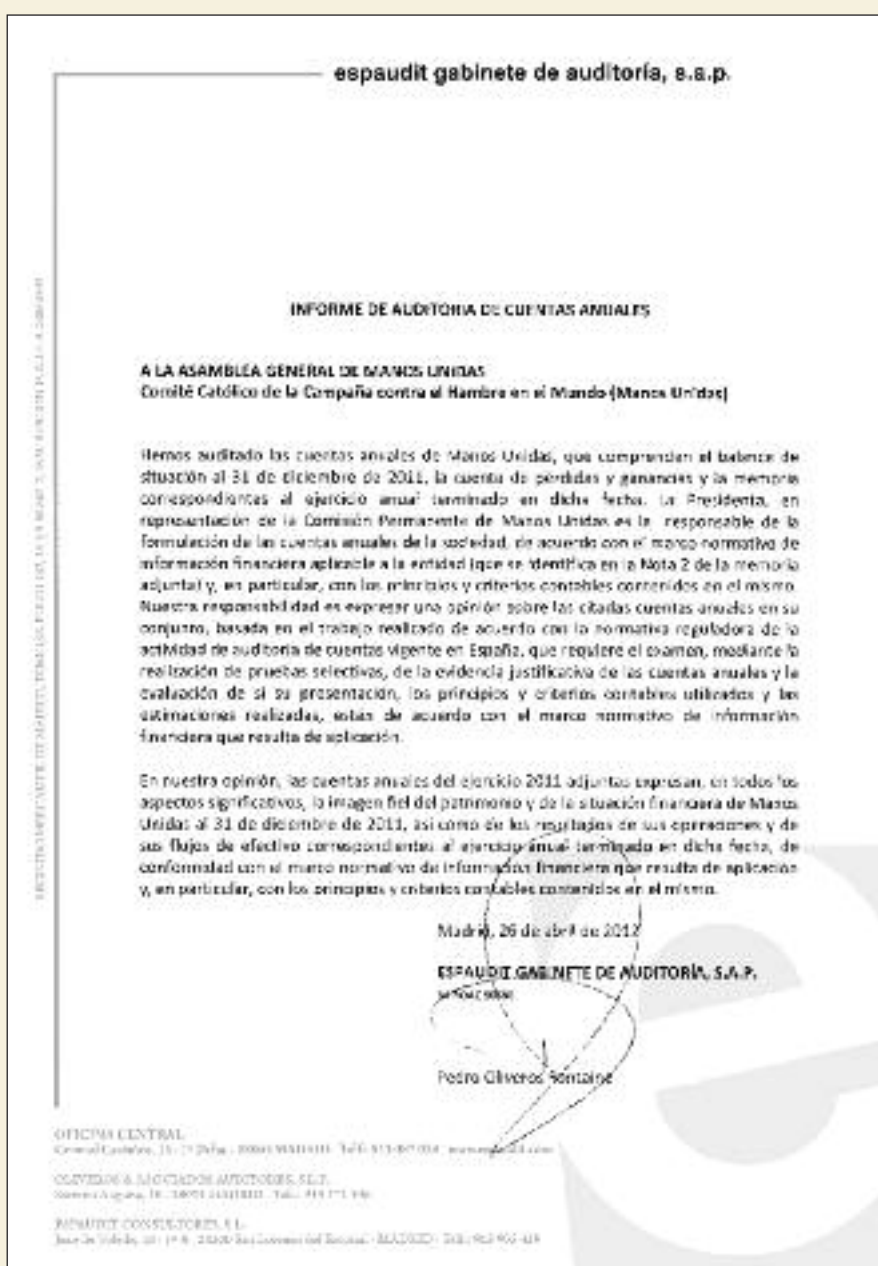 espaudit gabinete de auditoría, s.a.p.
INFORME DE AUDITORIA DE CUENTAS ANUALES
A LA ASAMBLEA GENERAL DE MANOS UNIDAS
Comité Católico de la Campaña contra el Hambre en el Mundo (Manos Unidas)
Hemos auditado las cuentas anuales de Manos Unidas, que comprenden el balance de
situación al 31 de diciembre de 2011, la cuenta de pérdidas y ganancias y la memoria
correspondientes al ejercicio anual terminado en dicha fecha. La Presidenta, en
representación de la Comisión Permanente de Manos Unidas es la responsable de la
formulación de las cuentas anuales de la sociedad, de acuerdo con el marco normativo de
información financiera aplicable a la entidad (que se identifica en la Nota 2 de la memoria
adjunta) y, en particular, con los principios y criterios contables contenidos en el mismo.
Nuestra responsabilidad es expresar una opinión sobre las citadas cuentas anuales en su
conjunto, basada en el trabajo realizado de acuerdo con la normativa reguladora de la
actividad de auditoría de cuentas vigente en España, que requiere el examen, mediante la
realización de pruebas selectivas, de la evidencia justificativa de las cuentas anuales y la
evaluación de si su presentación, los principios y criterios contables utilizados y las
estimaciones realizadas, están de acuerdo con el marco normativo de información
financiera que resulta de aplicación.
En nuestra opinión, las cuentas anuales del ejercicio 2011 adjuntas expresan, en todos los
aspectos significativos, la imagen fiel del patrimonio y de la situación financiera de Manos
Unidas al 31 de diciembre de 2011, así como de los resultados de sus operaciones y de
sus flujos de efectivo correspondientes al ejercicio anual terminado en dicha fecha, de
conformidad con el marco normativo de información financiera que resulta de aplicación
y, en particular, con los principios y criterios contables contenidos en el mismo.
Madrid, 26 de abril de 2012
ESPAUDIT GABINETE DE AUDITORÍA, S.A.P.
Pedro Oliveros Fontaine
OFICINA CENTRAL
MADRID
OLIVEROS & ASOCIADOS AUDITORES, S.L.P.
MADRID
ESPAUDIT CONSULTORES, S.L.
San Lorenzo del Escorial - MADRID